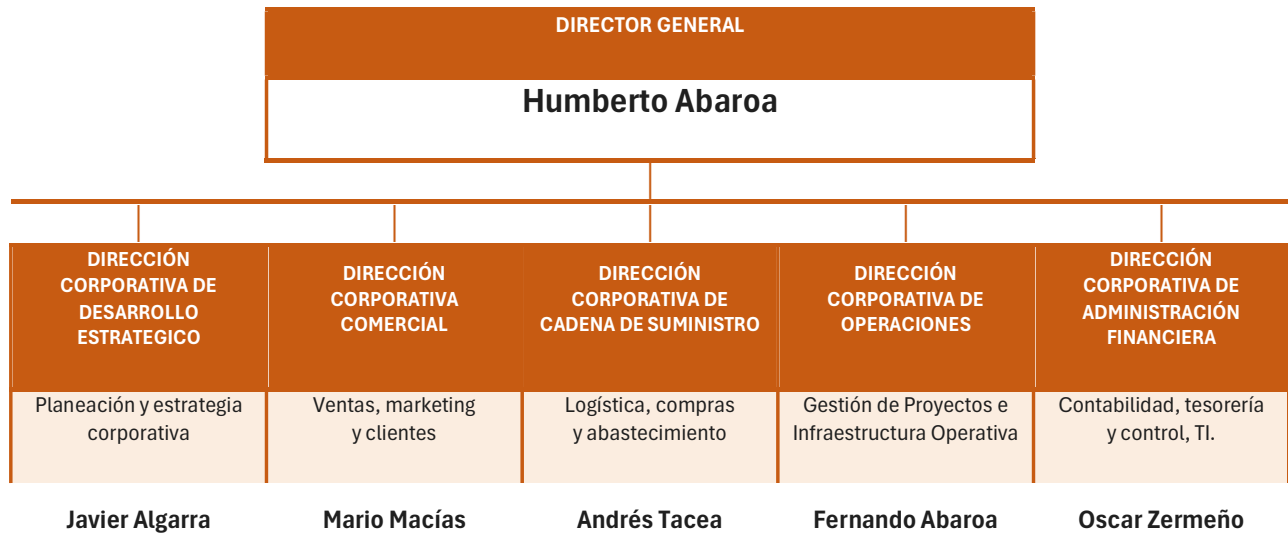 DIRECTOR GENERAL
Humberto Abaroa
DIRECCIÓN
CORPORATIVA DE
DESARROLLO
ESTRATEGICO
DIRECCIÓN
CORPORATIVA
COMERCIAL
DIRECCIÓN
CORPORATIVA DE
CADENA DE SUMINISTRO
DIRECCIÓN
CORPORATIVA DE
OPERACIONES
DIRECCIÓN
CORPORATIVA DE
ADMINISTRACIÓN
FINANCIERA
Planeación y estrategia
corporativa
Ventas, marketing
y clientes
Logística, compras
y abastecimiento
Gestión de Proyectos e
Infraestructura Operativa
Contabilidad, tesorería
y control, TI.
Javier Algarra
Mario Macías
Andrés Tacea
Fernando Abaroa
Oscar Zermeño